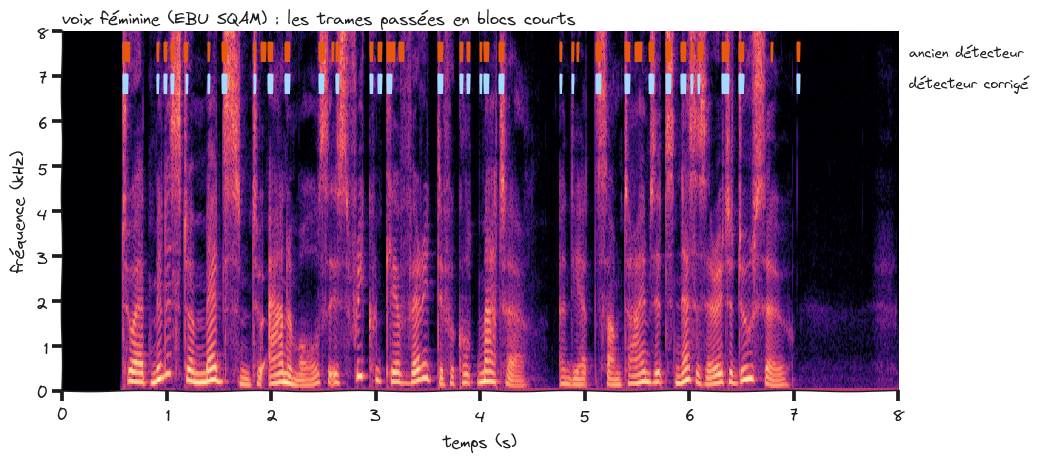 voix féminine (EBU SQAM) : les trames passées en blocs courts
8
ancien détecteur
7
détecteur corrigé
6
5
4
3
2
1
0
fréquence (kHz)
0 1 2 3 4 5 6 7 8
temps (s)